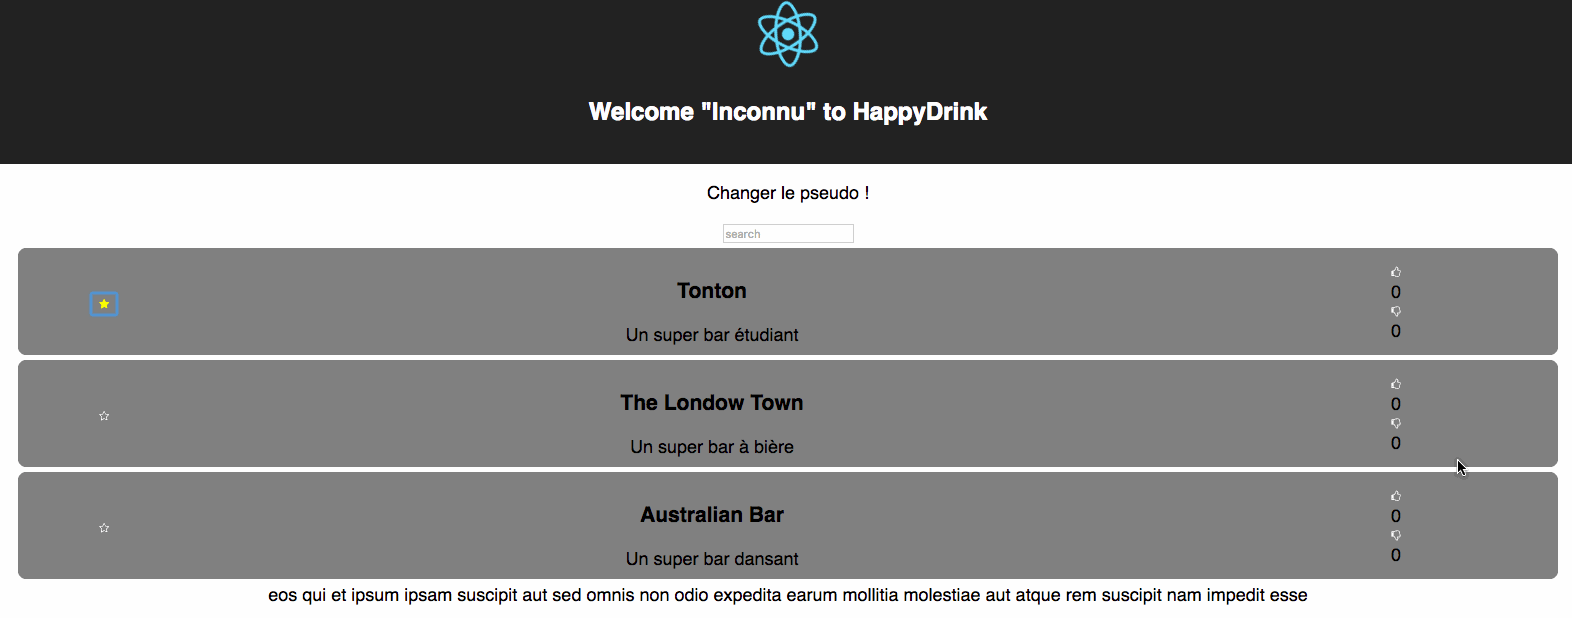 Welcome "Inconnu" to HappyDrink
Changer le pseudo !
search
Tonton
Un super bar étudiant
0
0
The Londow Town
Un super bar à bière
0
0
Australian Bar
Un super bar dansant
0
0
eos qui et ipsum ipsam suscipit aut sed omnis non odio expedita earum mollitia molestiae aut atque rem suscipit nam impedit esse